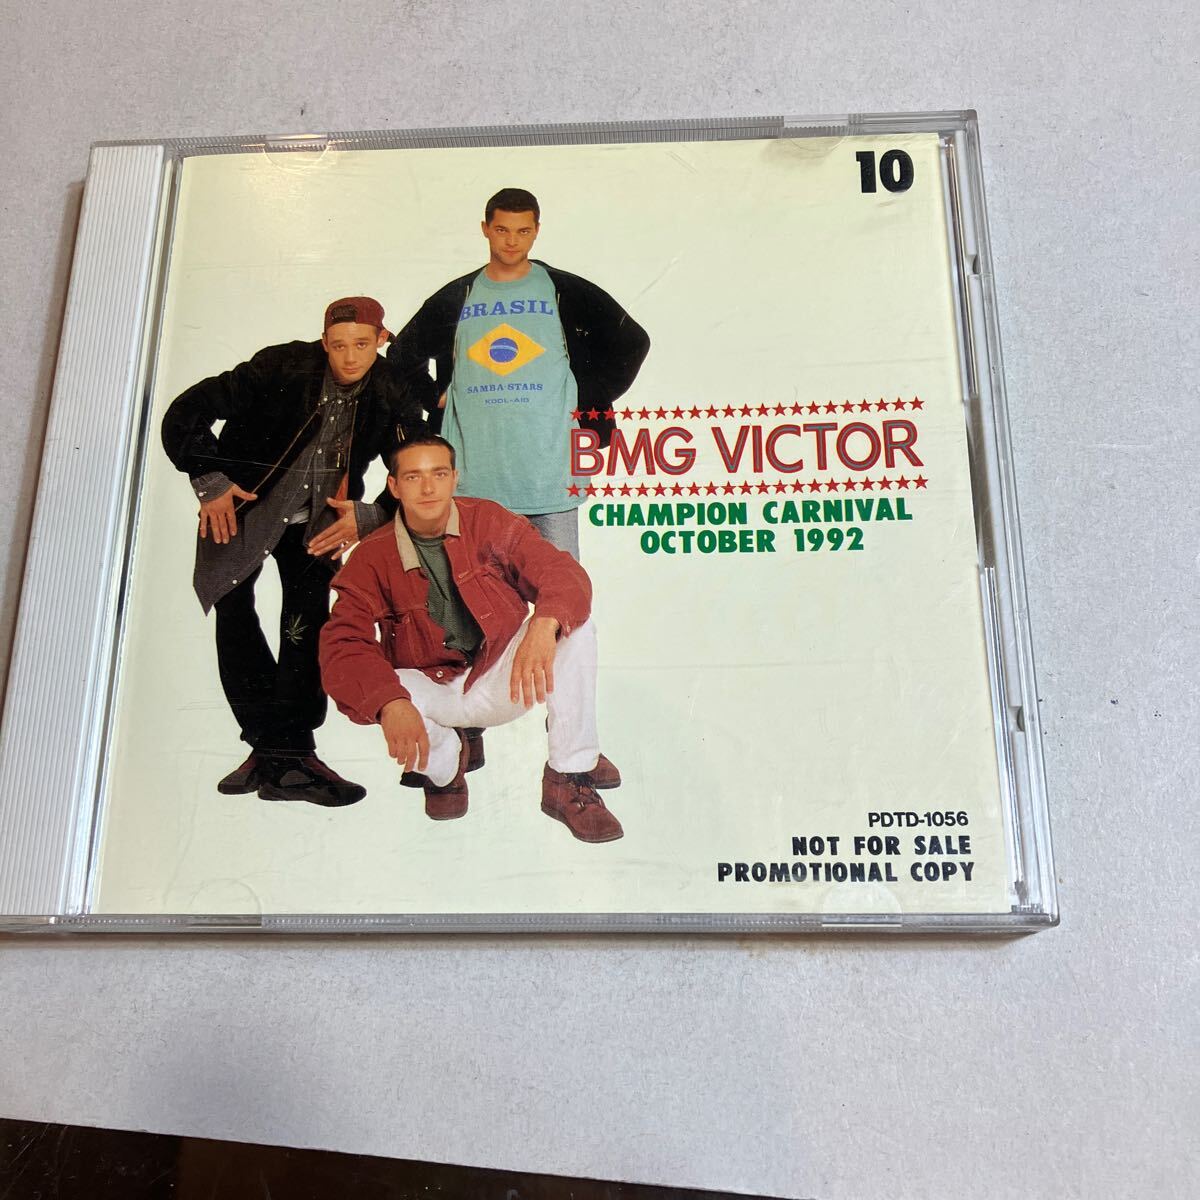 10
BRASIL
SAMBA-STARS
KOOL-AID
BMG VICTOR
CHAMPION CARNIVAL
OCTOBER 1992
PDTD-1056
NOT FOR SALE
PROMOTIONAL COPY